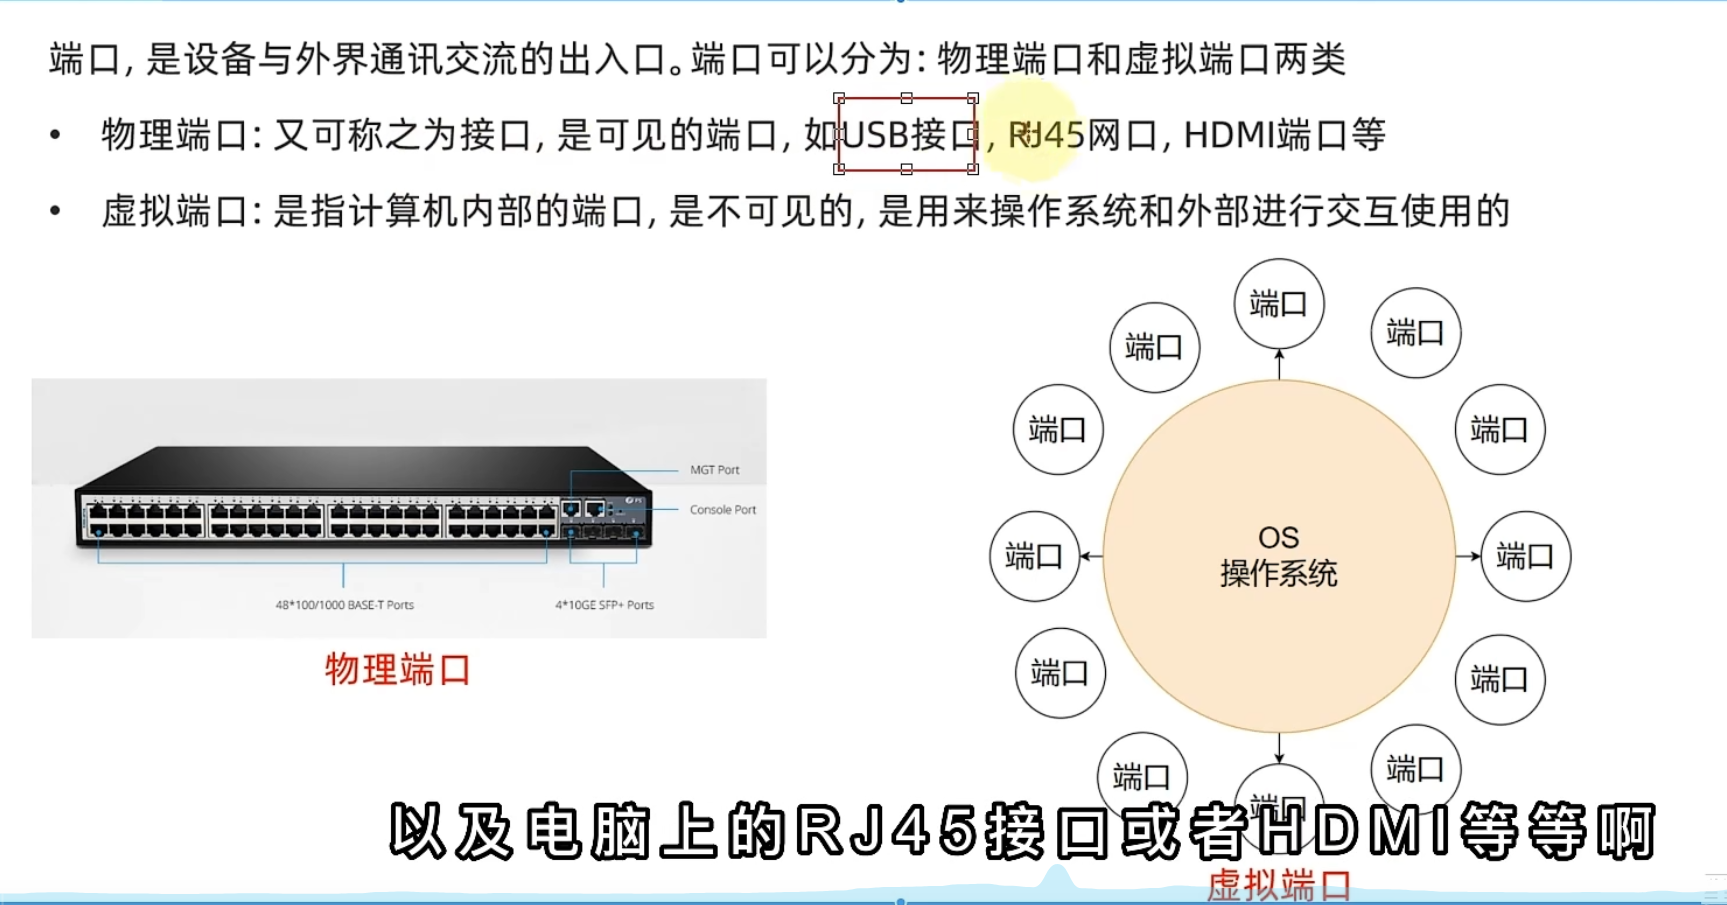 端口,是设备与外界通讯交流的出入口。端口可以分为:物理端口和虚拟端口两类
• 物理端口:又可称之为接口,是可见的端口,如USB接口,RJ45网口,HDMI端口等
• 虚拟端口:是指计算机内部的端口,是不可见的,是用来操作系统和外部进行交互使用的
MGT Port
Console Port
48*100/1000 BASE-T Ports
4*10GE SFP+ Ports
物理端口
端口
端口
端口
端口
端口
端口
端口
OS
操作系统
端口
端口
端口
端口
端口
以及电脑上的RJ45接口或者HDMI等等啊
虚拟端口